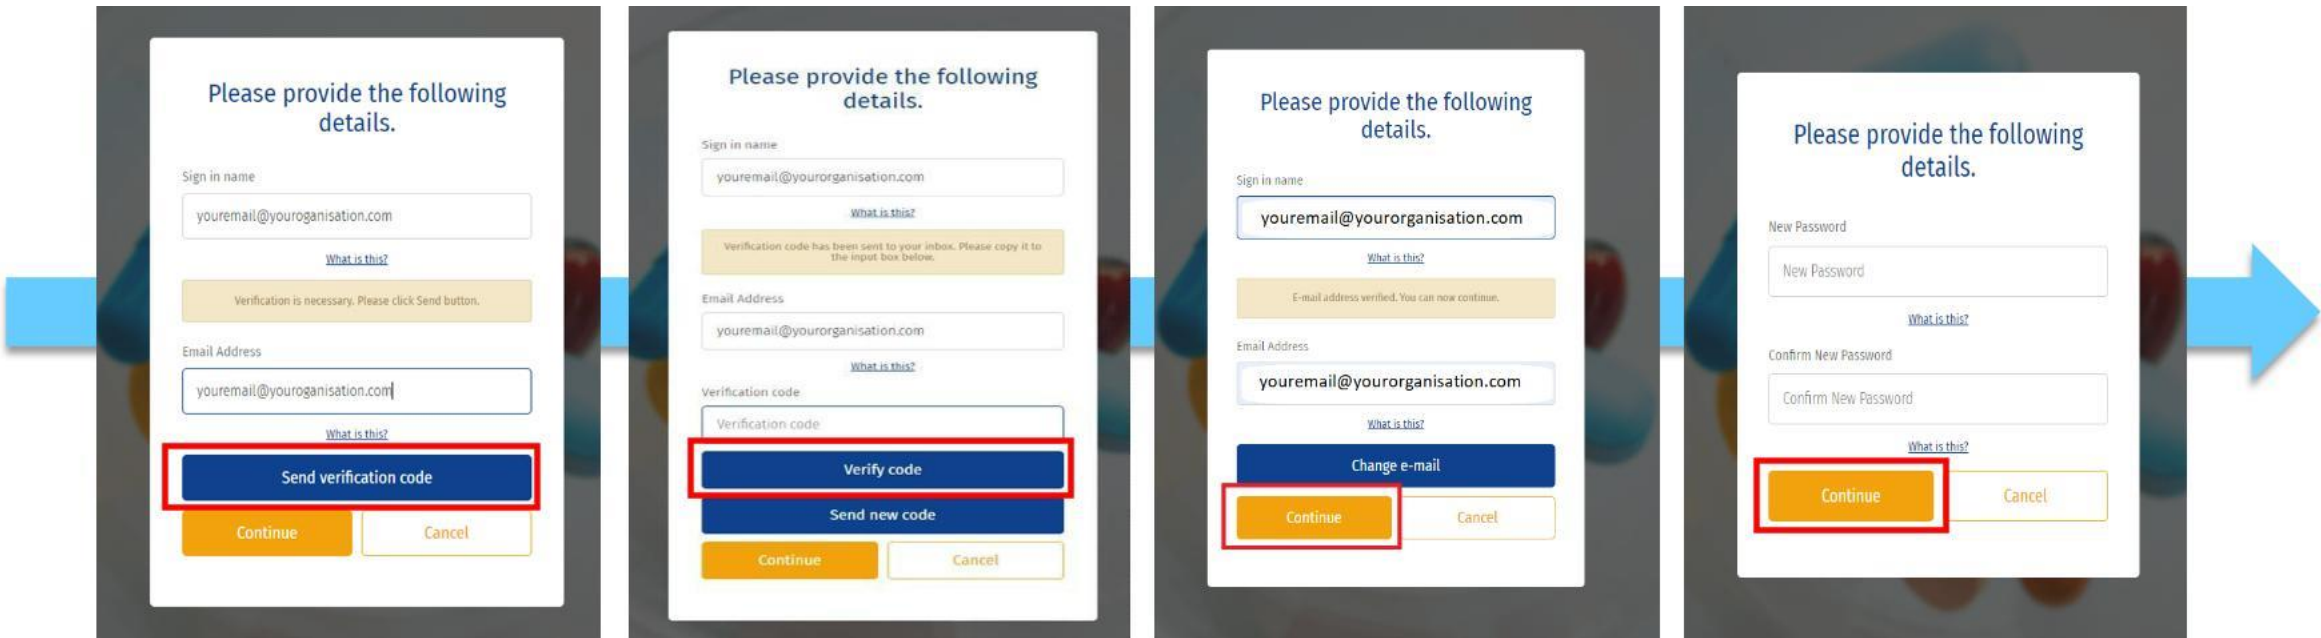 Please provide the following
details.
Sign in name
youremail@youroganisation.com
What is this?
Verification is necessary. Please click Send button.
Email Address
youremail@youroganisation.com
What is this?
Send verification code
Continue
Cancel
Please provide the following
details.
Sign in name
youremail@yourorganisation.com
What is this?
Verification code has been sent to your inbox. Please copy it to
the input box below.
Email Address
youremail@yourorganisation.com
What is this?
Verification code
Verification code
Verify code
Send new code
Continue
Cancel
Please provide the following
details.
Sign in name
youremail@yourorganisation.com
What is this?
E-mail address verified. You can now continue.
Email Address
youremail@yourorganisation.com
What is this?
Change e-mail
Continue
Cancel
Please provide the following
details.
New Password
New Password
What is this?
Confirm New Password
Confirm New Password
What is this?
Continue
Cancel